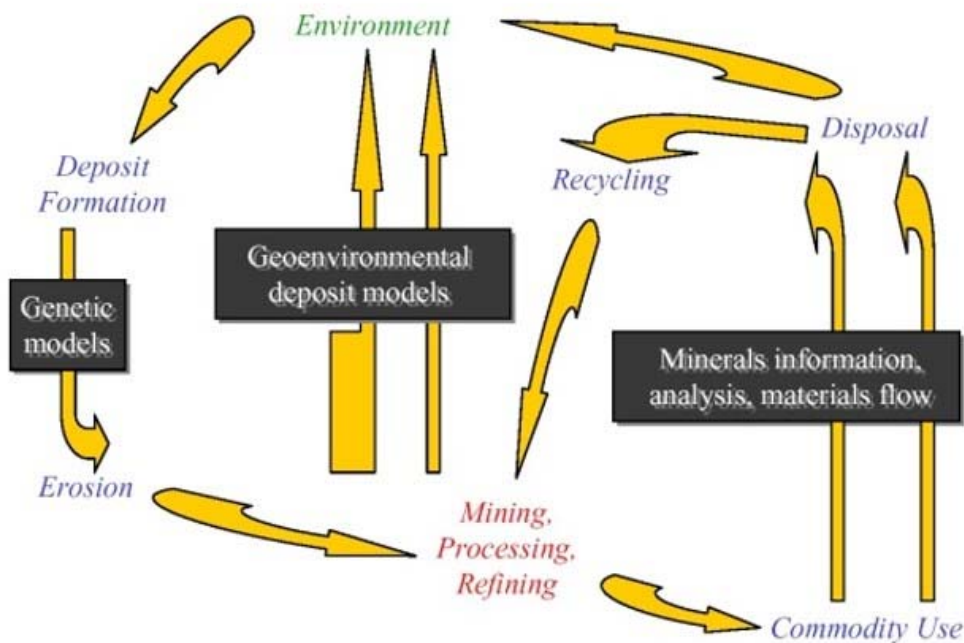 Environment
Disposal
Deposit
Formation
Recycling
Geoenvironmental
deposit models
Genetic
models
Minerals information,
analysis, materials flow
Erosion
Mining,
Processing,
Refining
Commodity Use